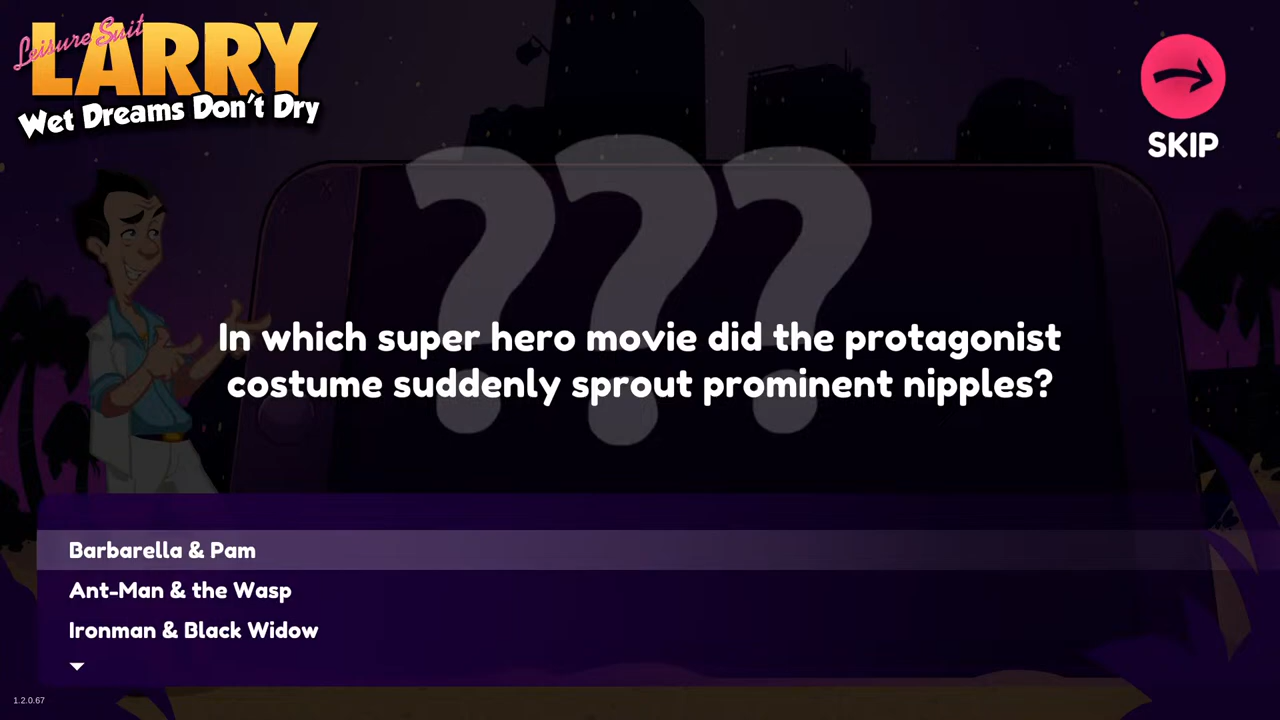 Leisure Suit
LARRY
Wet Dreams Don't Dry
SKIP
???
In which super hero movie did the protagonist
costume suddenly sprout prominent nipples?
Barbarella & Pam
Ant-Man & the Wasp
Ironman & Black Widow
1.2.0.67